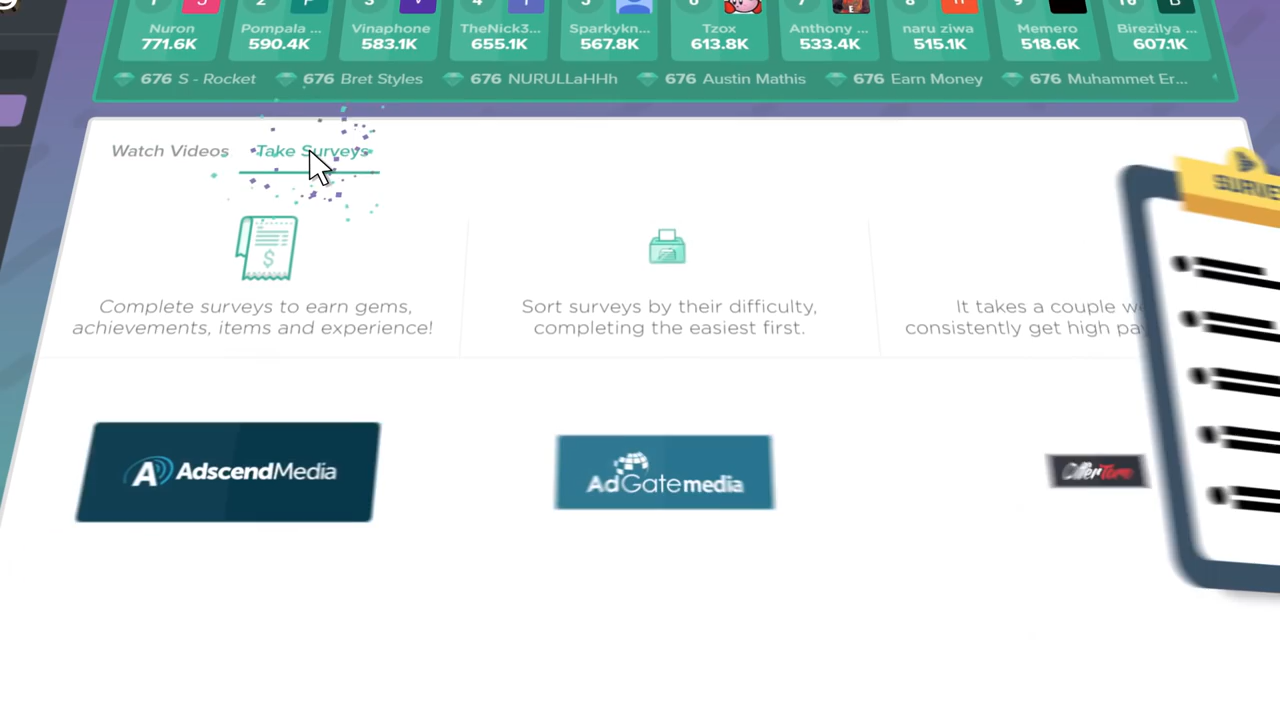 Nuron
771.6K
2
Pompala ...
590.4K
Vinaphone
583.1K
TheNick3...
655.1K
Sparkykn...
567.8K
Tzox
613.8K
Anthony ...
533.4K
naru ziwa
515.1K
Memero
518.6K
Birezilya ...
607.1K
676 S - Rocket
676 Bret Styles
676 NURULLaHHh
676 Austin Mathis
676 Earn Money
676 Muhammet Er...
Watch Videos
Take Surveys
Complete surveys to earn gems,
achievements, items and experience!
Sort surveys by their difficulty,
completing the easiest first.
It takes a couple
consistently get high
AdscendMedia
AdGatemedia
OfferToro